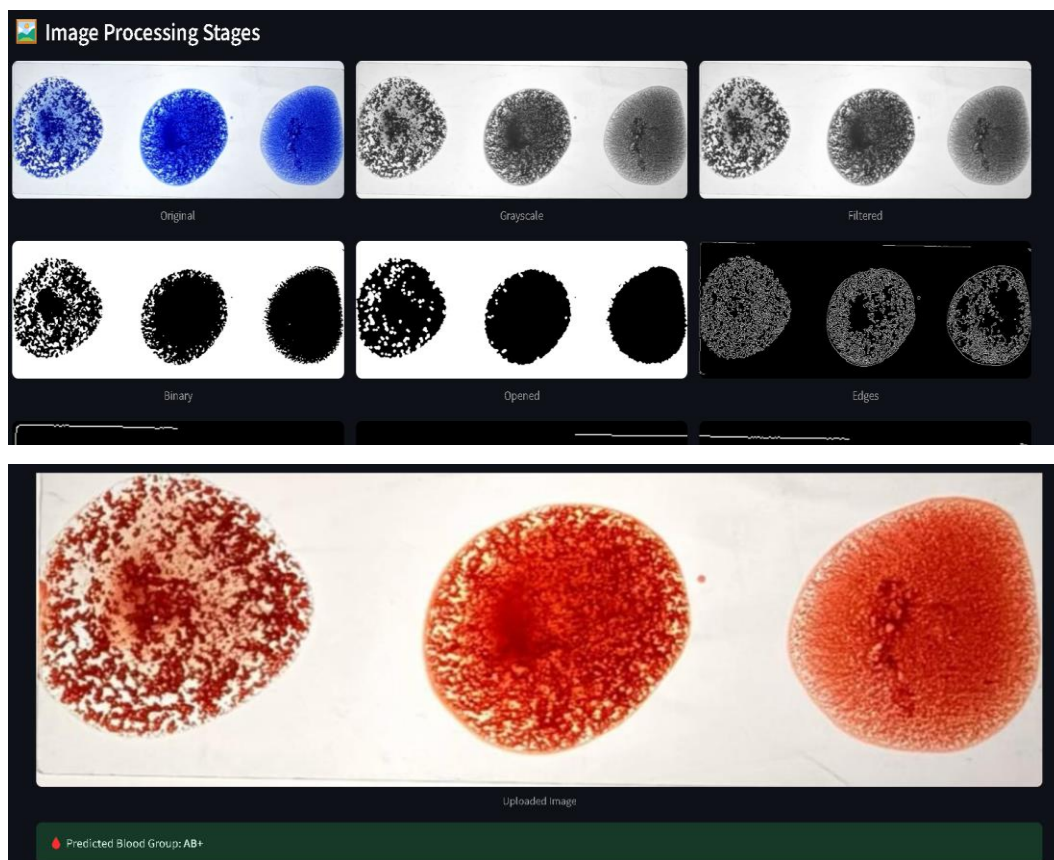 Image Processing Stages
Original
Grayscale
Filtered
Binary
Opened
Edges
Uploaded Image
Predicted Blood Group: AB+